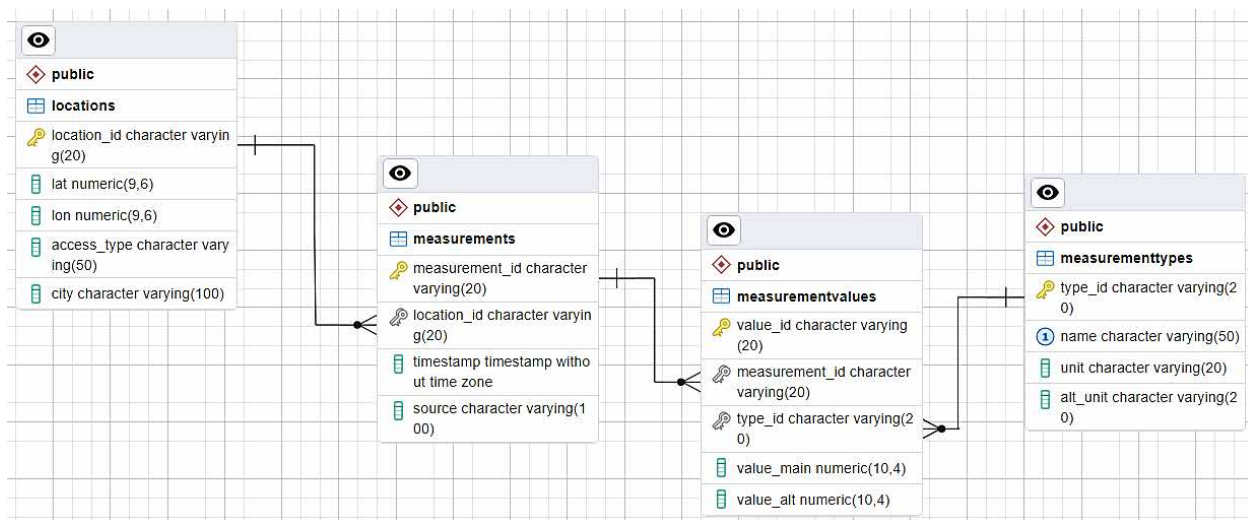 public
locations
location_id character varyin
g(20)
lat numeric(9,6)
lon numeric(9,6)
access_type character vary
ing(50)
city character varying(100)
public
measurements
measurement_id character
varying(20)
location_id character varyin
g(20)
timestamp timestamp witho
ut time zone
source character varying(1
00)
public
measurementvalues
value_id character varying
(20)
measurement_id character
varying(20)
type_id character varying(2
0)
value_main numeric(10,4)
value_alt numeric(10,4)
public
measurementtypes
type_id character varying(2
0)
1 name character varying(50)
unit character varying(20)
alt_unit character varying(2
0)